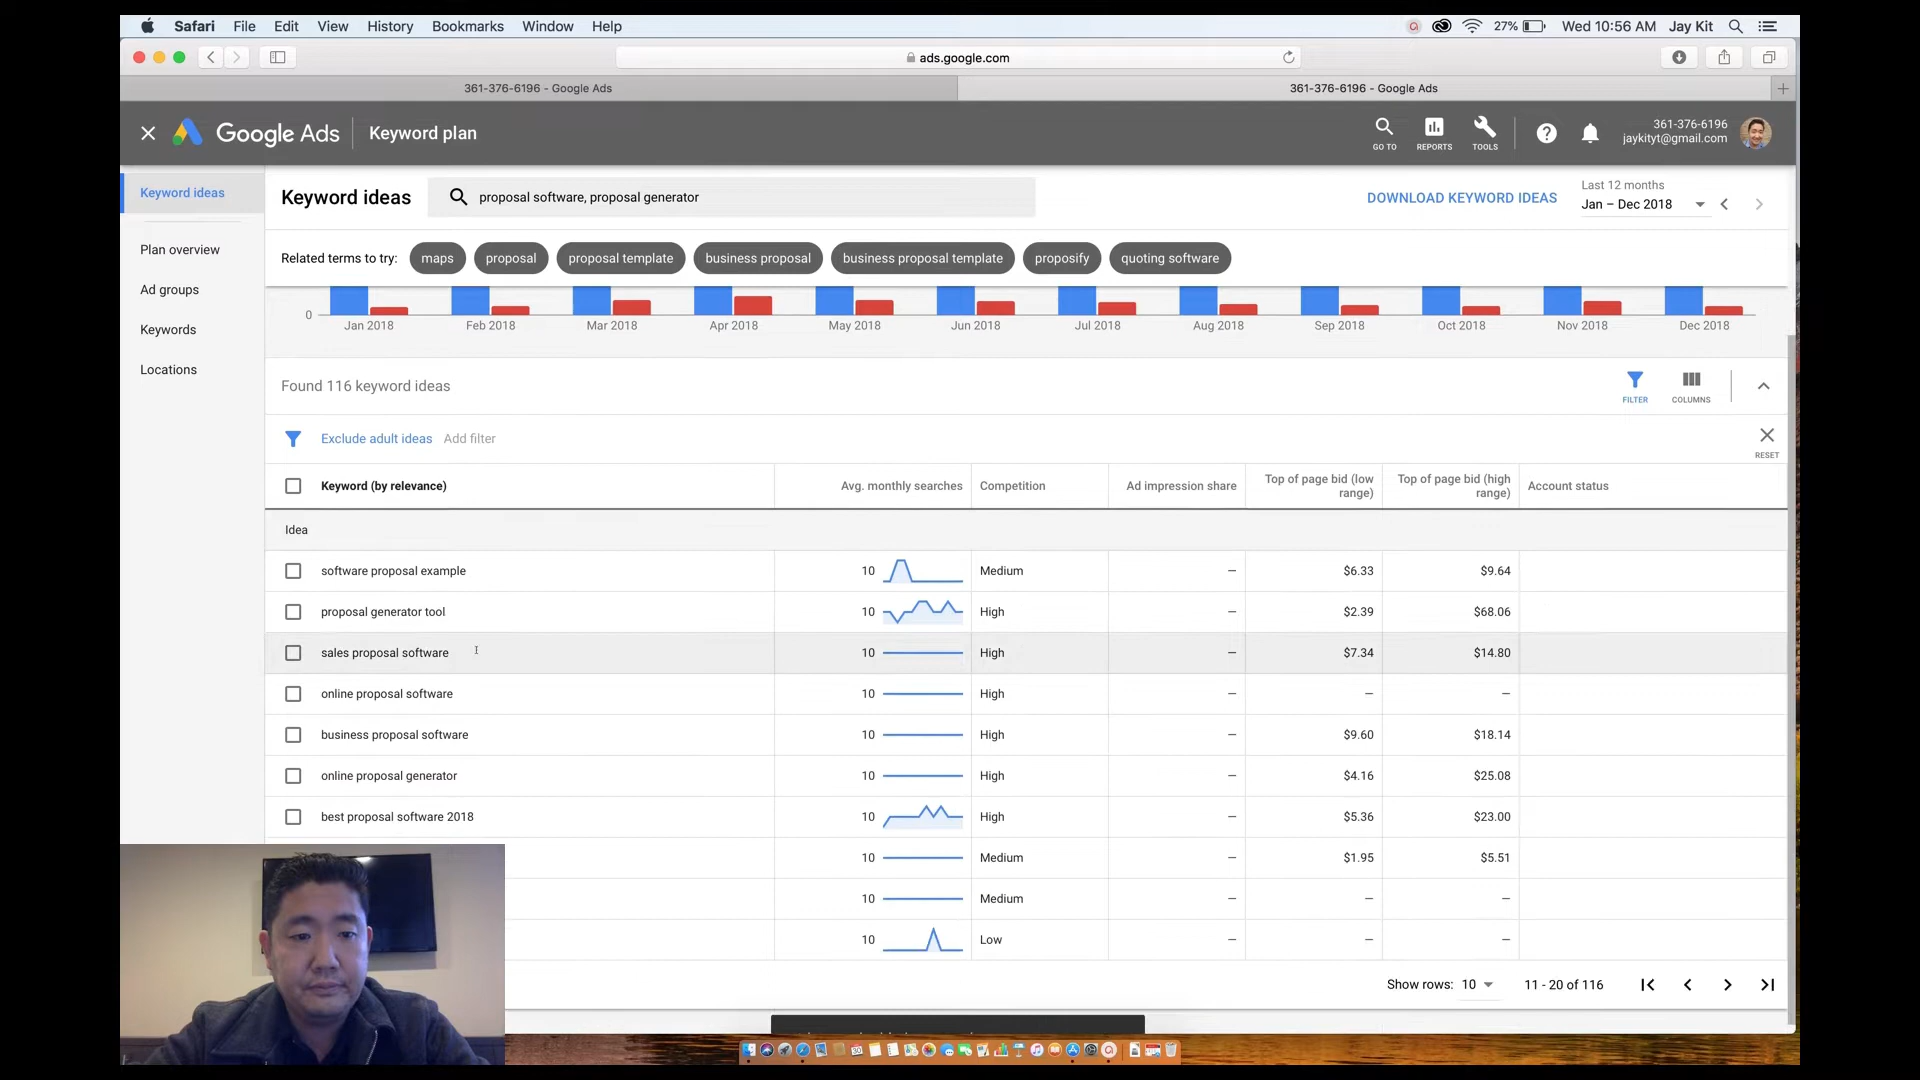 Safari File Edit View History Bookmarks Window Help 27% Wed 10:56 AM Jay Kit
ads.google.com
361-376-6196 - Google Ads 361-376-6196 - Google Ads
Google Ads Keyword plan GO TO REPORTS TOOLS 361-376-6196
jaykityt@gmail.com
Keyword ideas
Plan overview
Ad groups
Keywords
Locations
Keyword ideas proposal software, proposal generator DOWNLOAD KEYWORD IDEAS Last 12 months
Jan – Dec 2018
Related terms to try: maps proposal proposal template business proposal business proposal template proposify quoting software
0
Jan 2018 Feb 2018 Mar 2018 Apr 2018 May 2018 Jun 2018 Jul 2018 Aug 2018 Sep 2018 Oct 2018 Nov 2018 Dec 2018
Found 116 keyword ideas FILTER COLUMNS
Exclude adult ideas Add filter RESET
Keyword (by relevance) Avg. monthly searches Competition Ad impression share Top of page bid (low range) Top of page bid (high range) Account status
Idea
software proposal example 10 Medium – $6.33 $9.64
proposal generator tool 10 High – $2.39 $68.06
sales proposal software 10 High – $7.34 $14.80
online proposal software 10 High – – –
business proposal software 10 High – $9.60 $18.14
online proposal generator 10 High – $4.16 $25.08
best proposal software 2018 10 High – $5.36 $23.00
10 Medium – $1.95 $5.51
10 Medium – – –
10 Low – – –
Show rows: 10 11 - 20 of 116